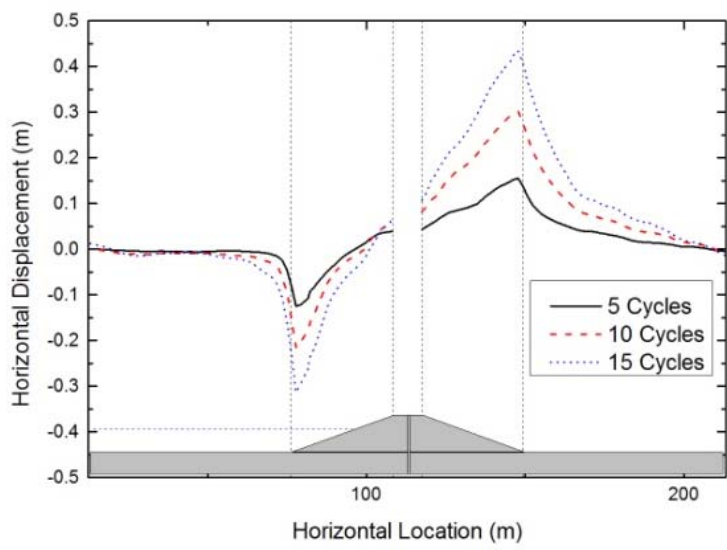 0.5
0.4
0.3
0.2
0.1
0.0
-0.1
-0.2
-0.3
-0.4
-0.5
Horizontal Displacement (m)
5 Cycles
10 Cycles
15 Cycles
100
200
Horizontal Location (m)